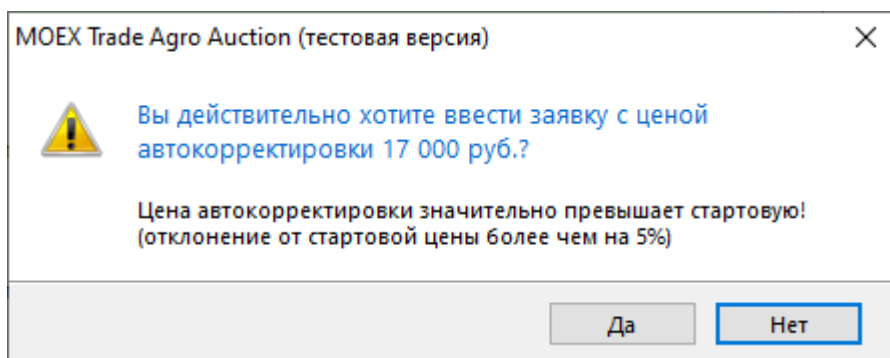 MOEX Trade Agro Auction (тестовая версия)
Вы действительно хотите ввести заявку с ценой
автокорректировки 17 000 руб.?
Цена автокорректировки значительно превышает стартовую!
(отклонение от стартовой цены более чем на 5%)
Да
Нет